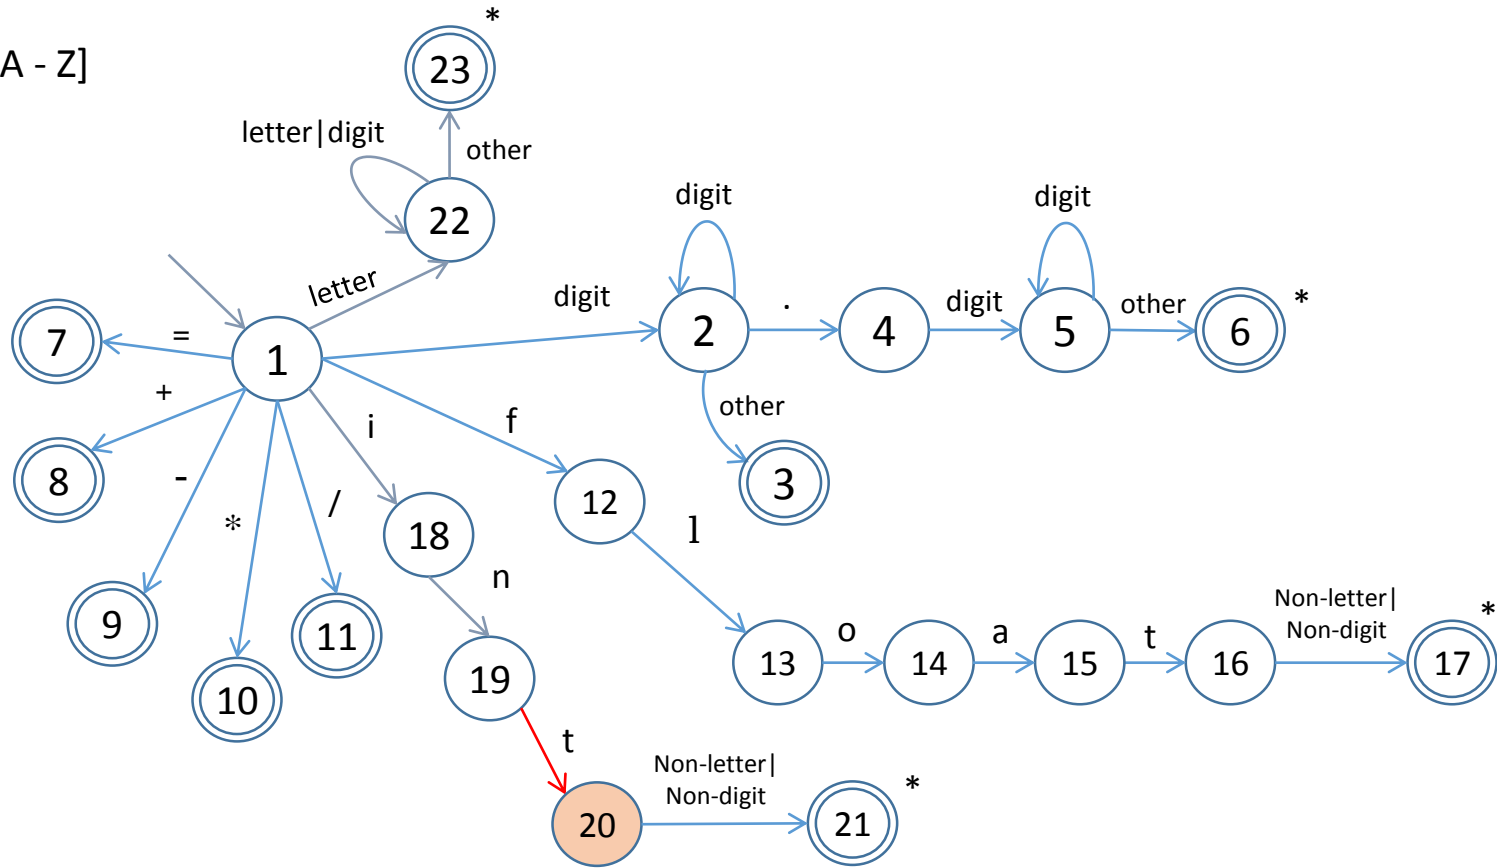 *
23
A - Z]
letter|digit
other
22
digit
digit
letter
digit
.
digit
other
*
7
=
1
2
4
5
6
+
other
i
f
8
-
*
/
12
3
18
l
n
9
11
Non-letter|
Non-digit
*
13
o
14
a
15
t
16
17
10
19
t
Non-letter|
Non-digit
*
20
21